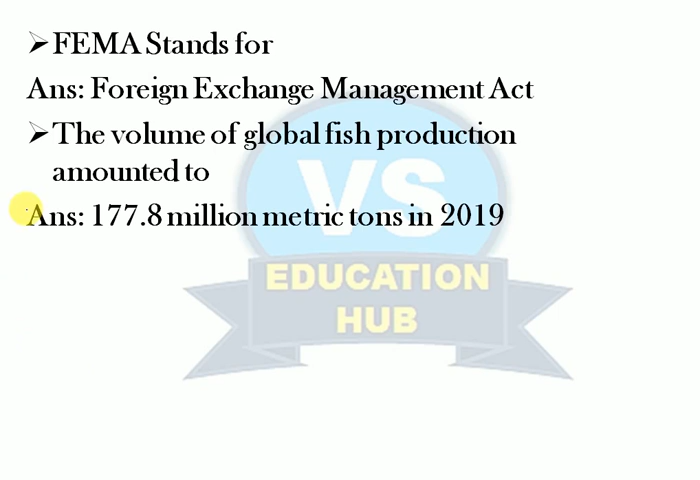 ➢FEMA Stands for
Ans: Foreign Exchange Management Act
➢The volume of global fish production
amounted to
Ans: 177.8 million metric tons in 2019
VS
EDUCATION
HUB